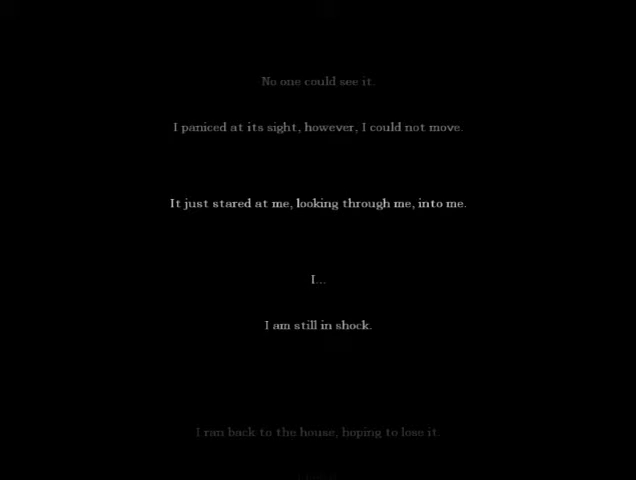 No one could see it.
I paniced at its sight, however, I could not move.
It just stared at me, looking through me, into me.
I...
I am still in shock.
I ran back to the house, hoping to lose it.